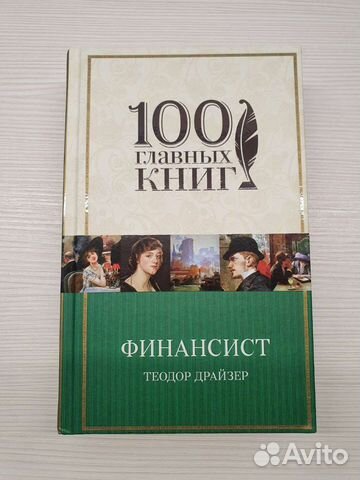 100
ГЛАВНЫХ
КНИГ
ФИНАНСИСТ
ТЕОДОР ДРАЙЗЕР
Avito